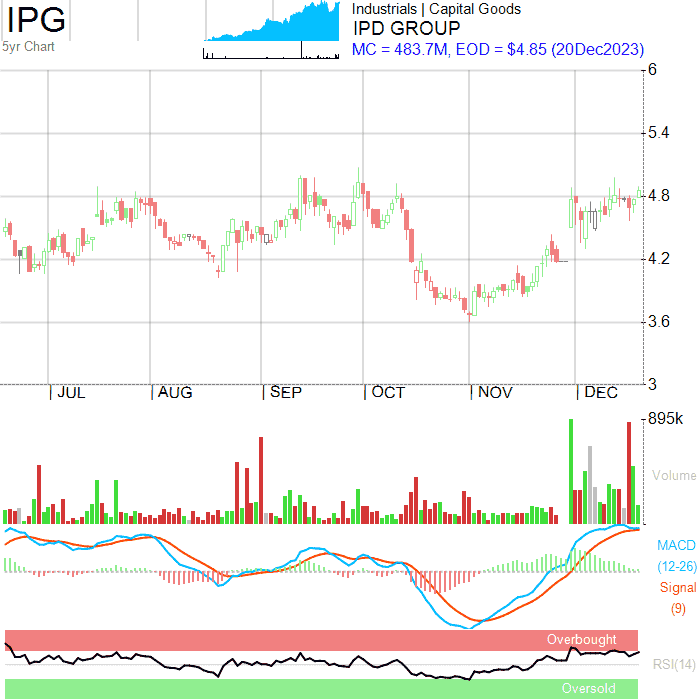 IPG
5yr Chart
Industrials | Capital Goods
IPD GROUP
MC = 483.7M, EOD = $4.85 (20Dec2023)
6
5.4
4.8
4.2
3.6
3
| JUL | AUG | SEP | OCT | NOV | DEC
895k
Volume
MACD
(12-26)
Signal
(9)
Overbought
RSI(14)
Oversold